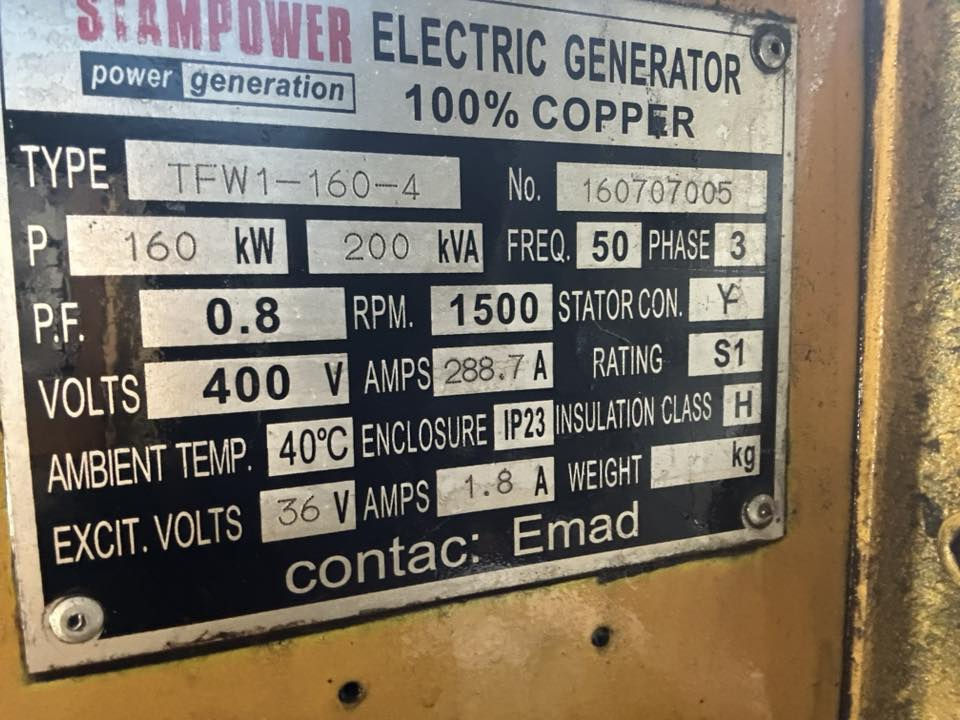 STAMPOWER ELECTRIC GENERATOR
power generation 100% COPPER
TYPE TFW1-160-4 No. 160707005
P 160 kW 200 kVA FREQ. 50 PHASE 3
P.F. 0.8 RPM. 1500 STATOR CON. Y
VOLTS 400 V AMPS 288.7 A RATING S1
AMBIENT TEMP. 40°C ENCLOSURE IP23 INSULATION CLASS H
EXCIT. VOLTS 36 V AMPS 1.8 A WEIGHT kg
contac: Emad